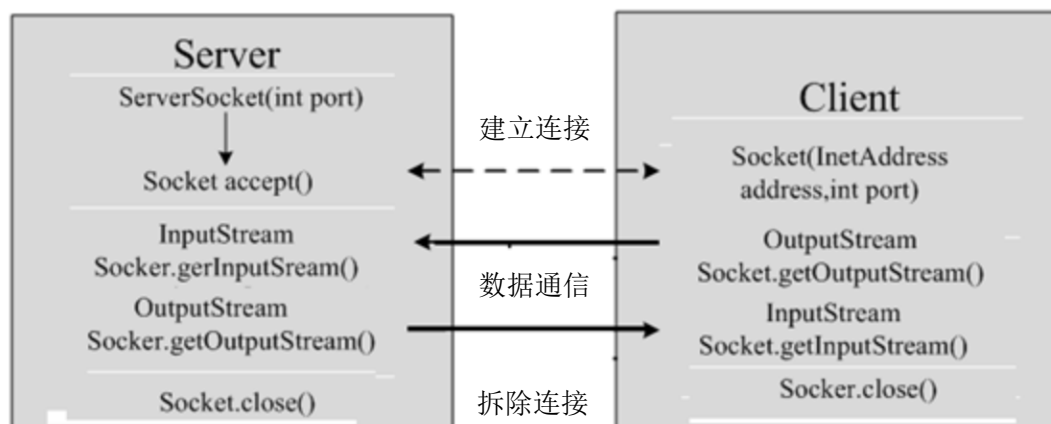 Server
ServerSocket(int port)
Socket accept()
InputStream
Socker.gerInputSream()
OutputStream
Socker.getOutputStream()
Socket.close()
建立连接
数据通信
拆除连接
Client
Socket(InetAddress
address,int port)
OutputStream
Socket.getOutputStream()
InputStream
Socket.getInputStream()
Socker.close()